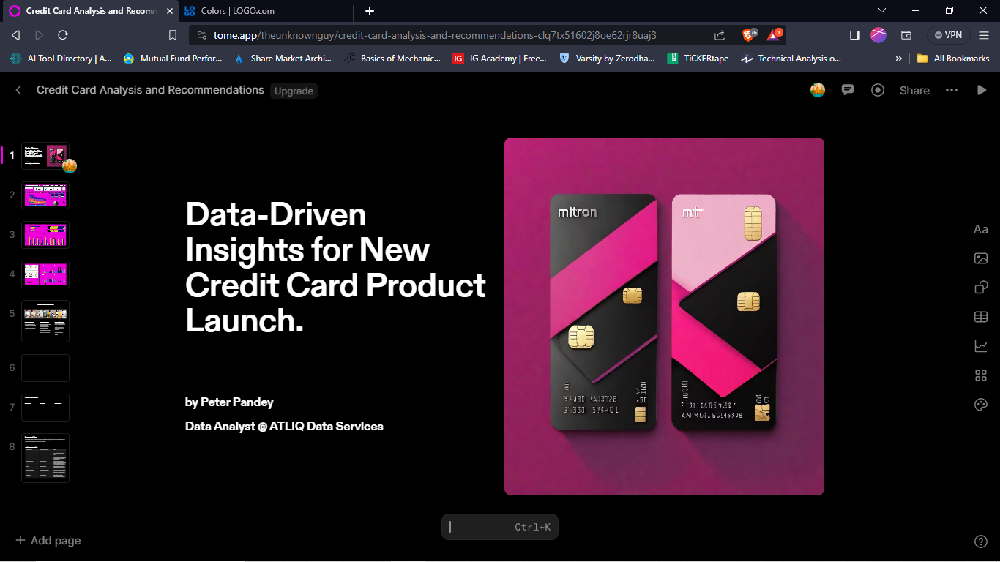 Credit Card Analysis and Recomm
Colors | LOGO.com
tome.app/theunknownguy/credit-card-analysis-and-recommendations-clq7tx51602j8oe62rjr8uaj3
76
1
VPN
AI Tool Directory | A...
Mutual Fund Perfor...
Share Market Archi...
Basics of Mechanic...
IG
IG Academy | Free...
Varsity by Zerodha...
TiCKERtape
Technical Analysis o...
»
All Bookmarks
Credit Card Analysis and Recommendations
Upgrade
Share
1
2
3
4
5
6
7
8
Data-Driven
Insights for New
Credit Card Product
Launch.
by Peter Pandey
Data Analyst @ ATLIQ Data Services
mitron
Aa
Ctrl+K
+ Add page
?